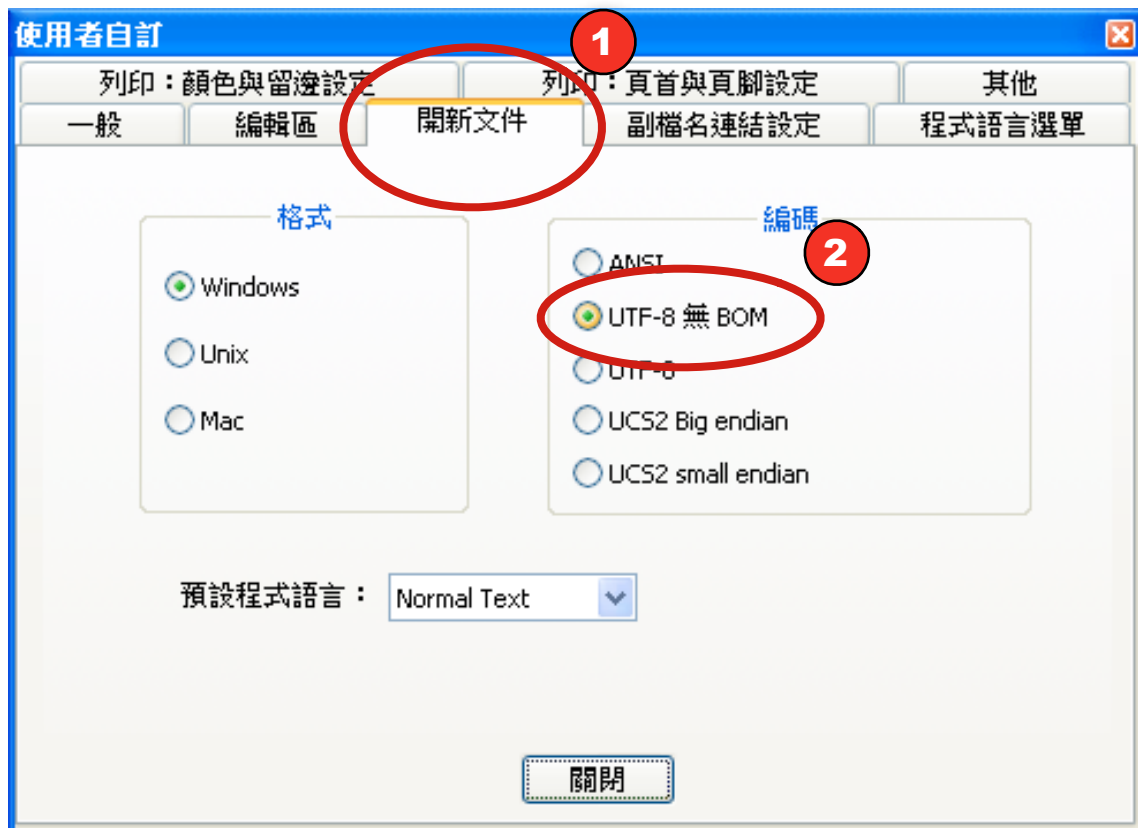 使用者自訂
1
列印：顏色與留邊設定
列印：頁首與頁腳設定
其他
一般
編輯區
開新文件
副檔名連結設定
程式語言選單
格式
Windows
Unix
Mac
編碼
2
ANSI
UTF-8 無 BOM
UTF-8
UCS2 Big endian
UCS2 small endian
預設程式語言： Normal Text
關閉